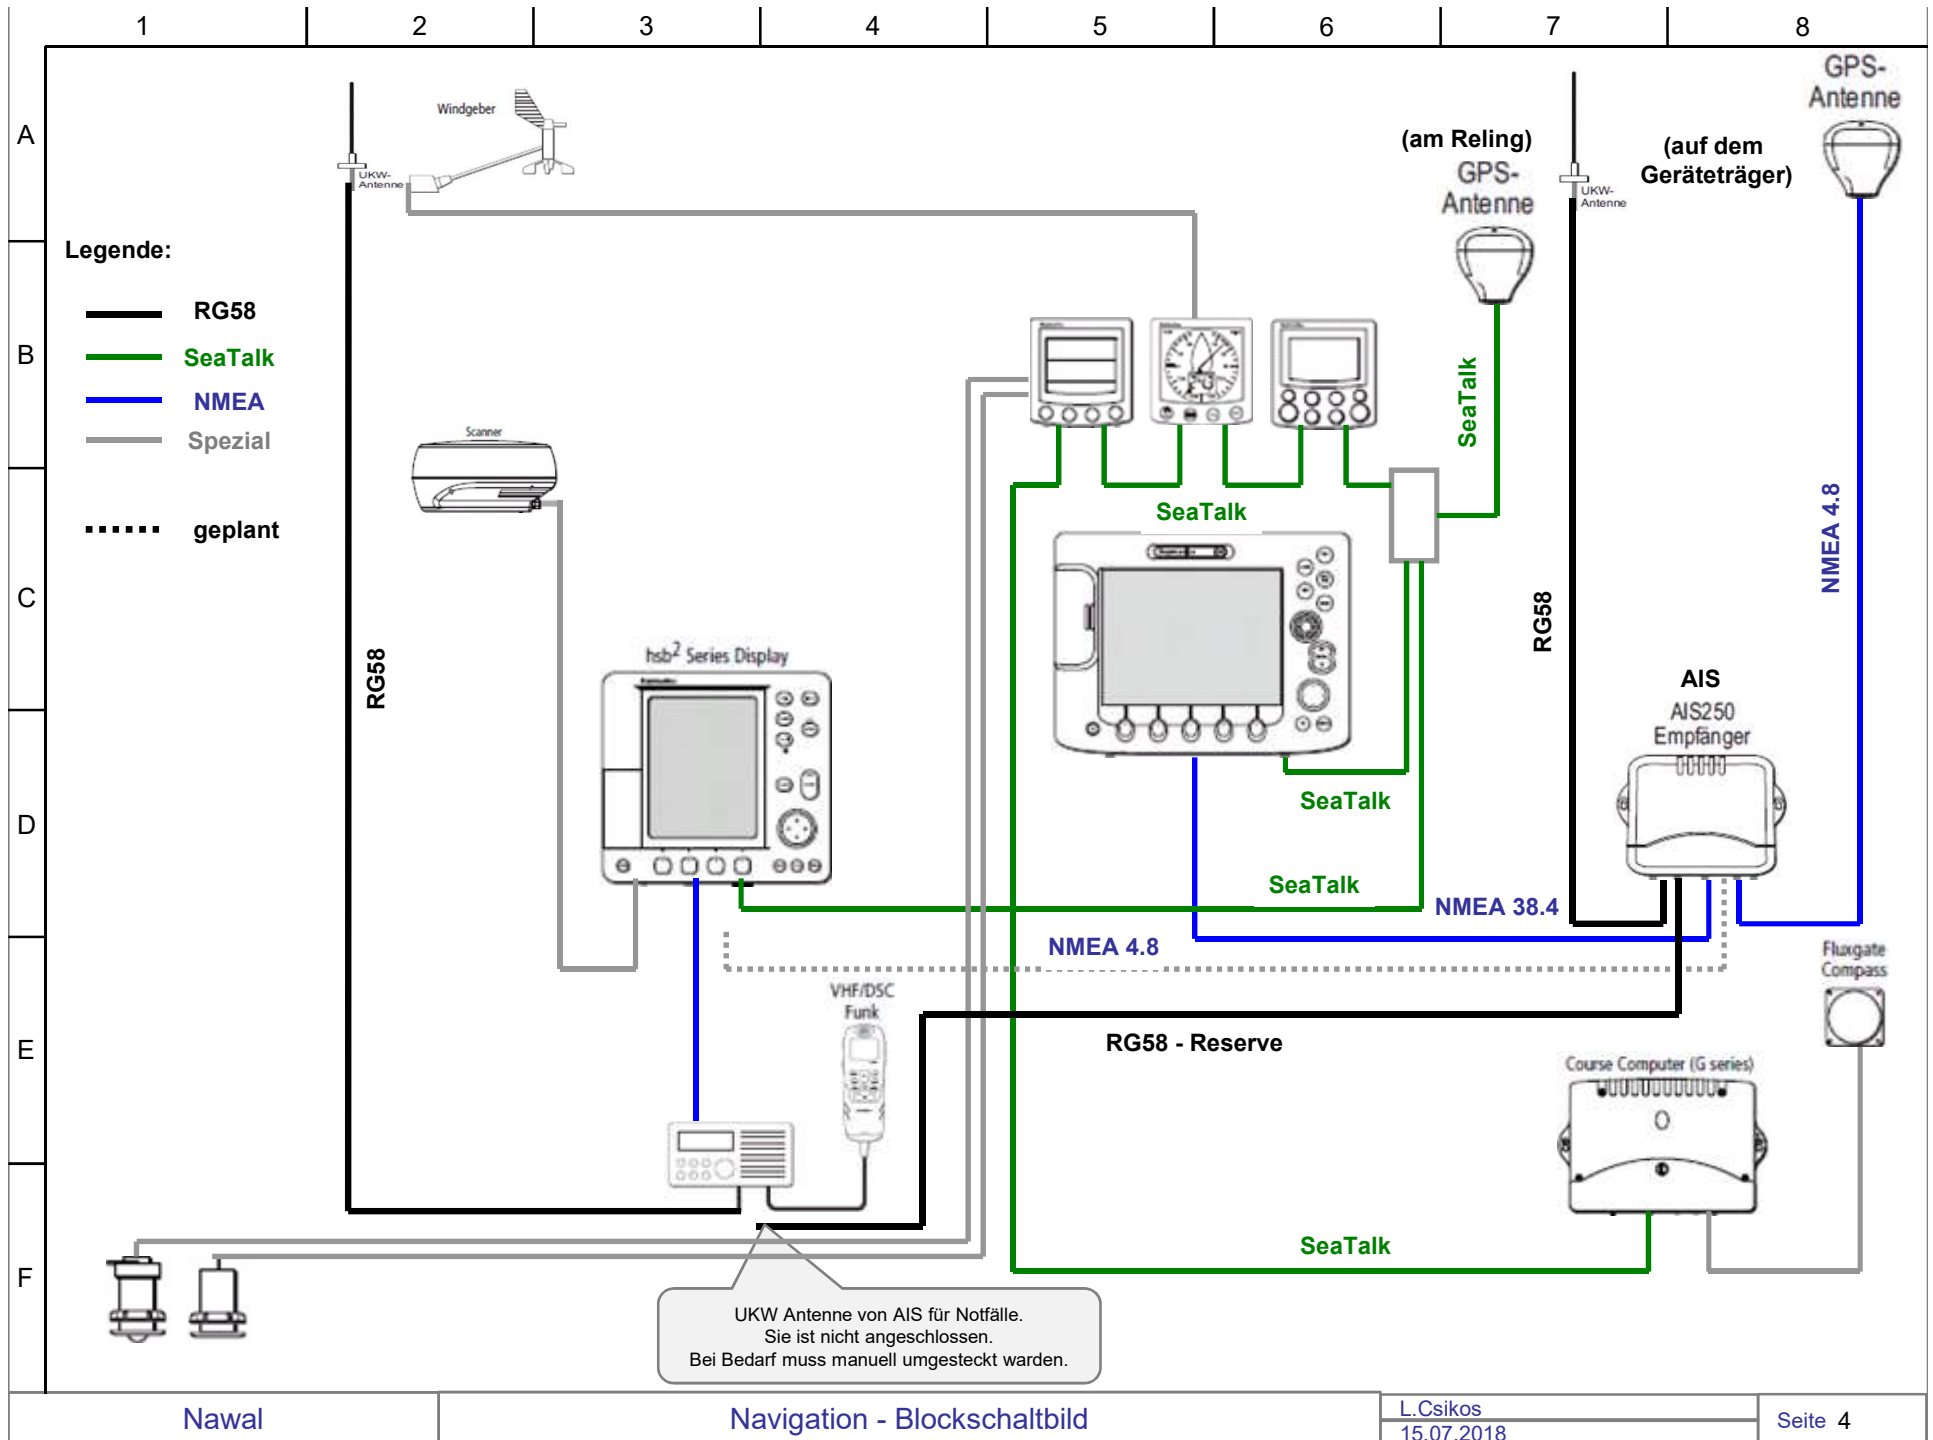 1 2 3 4 5 6 7 8
A
B
C
D
E
F
GPS-
Antenne
(auf dem
Geräteträger)
(am Reling)
GPS-
Antenne
Windgeber
UKW-
Antenne
UKW-
Antenne
Legende:
RG58
SeaTalk
NMEA
Spezial
geplant
Scanner
SeaTalk
SeaTalk
NMEA 4.8
RG58
RG58
hsb2 Series Display
AIS
AIS250
Empfänger
SeaTalk
SeaTalk
NMEA 38.4
NMEA 4.8
Fluxgate
Compass
VHF/DSC
Funk
RG58 - Reserve
Course Computer (G series)
SeaTalk
UKW Antenne von AIS für Notfälle.
Sie ist nicht angeschlossen.
Bei Bedarf muss manuell umgesteckt warden.
Nawal
Navigation - Blockschaltbild
L.Csikos
15.07.2018
Seite 4